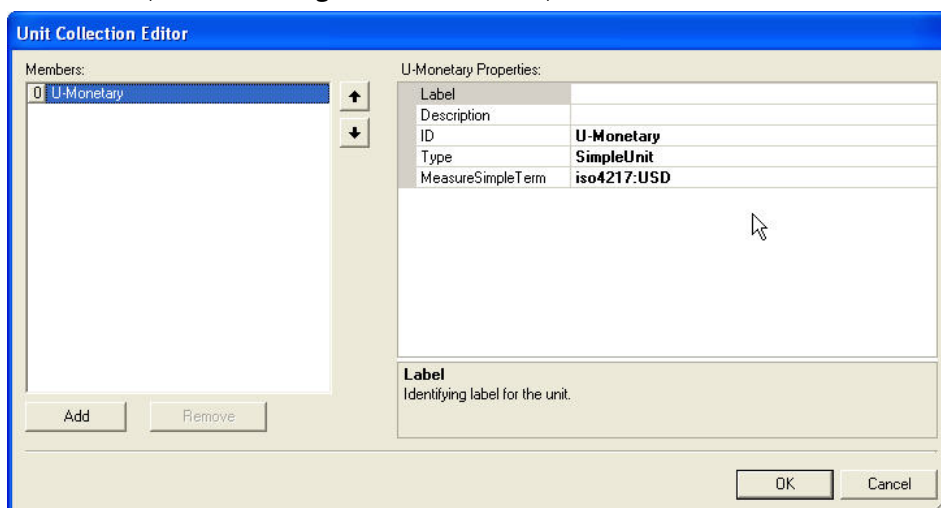 Unit Collection Editor
Members:
0 U-Monetary
U-Monetary Properties:
Label
Description
ID U-Monetary
Type SimpleUnit
MeasureSimpleTerm iso4217:USD
Label
Identifying label for the unit.
Add Remove
OK Cancel